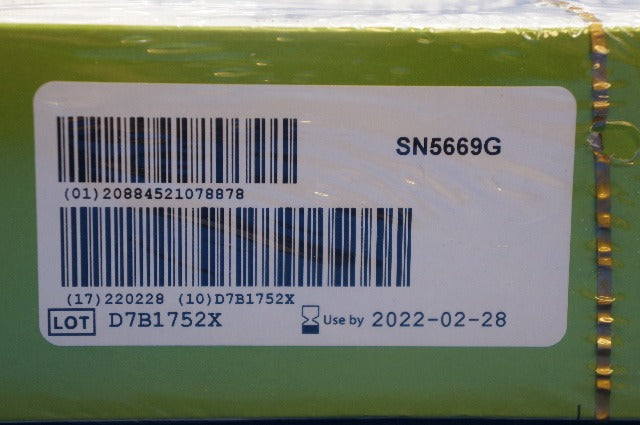 SN5669G
(01)20884521078878
(17)220228 (10)D7B1752X
LOT D7B1752X Use by 2022-02-28